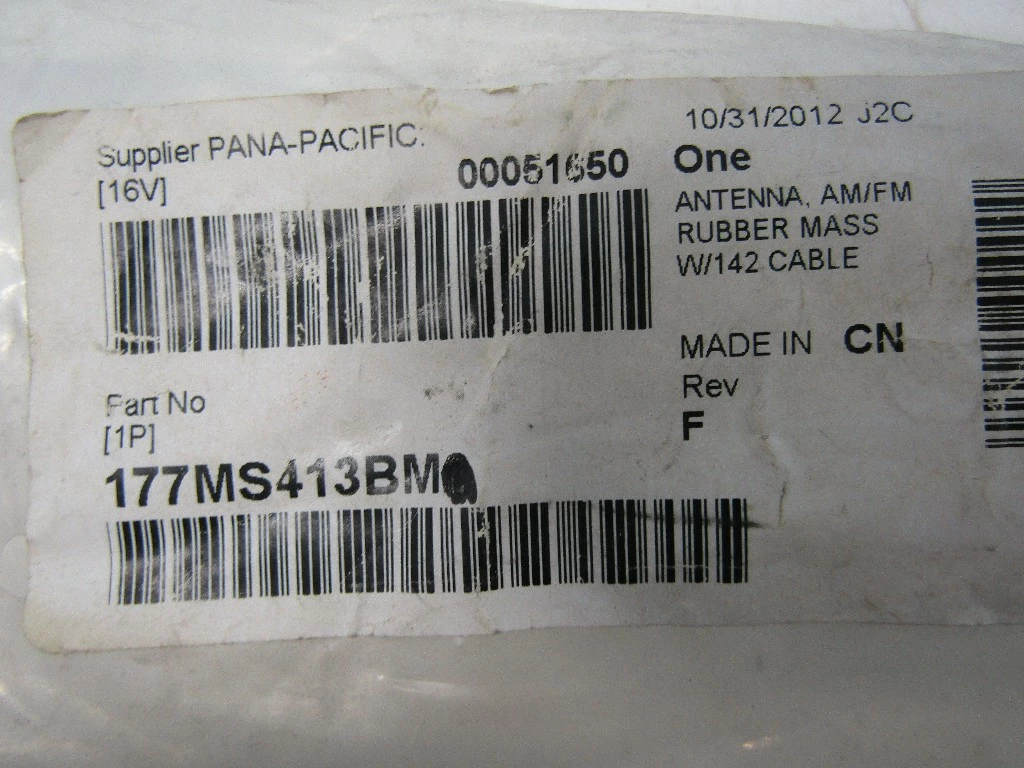 Supplier PANA-PACIFIC:
[16V]
00051650
Part No
[1P]
177MS413BM
10/31/2012 J2C
One
ANTENNA, AM/FM
RUBBER MASS
W/142 CABLE
MADE IN CN
Rev
F